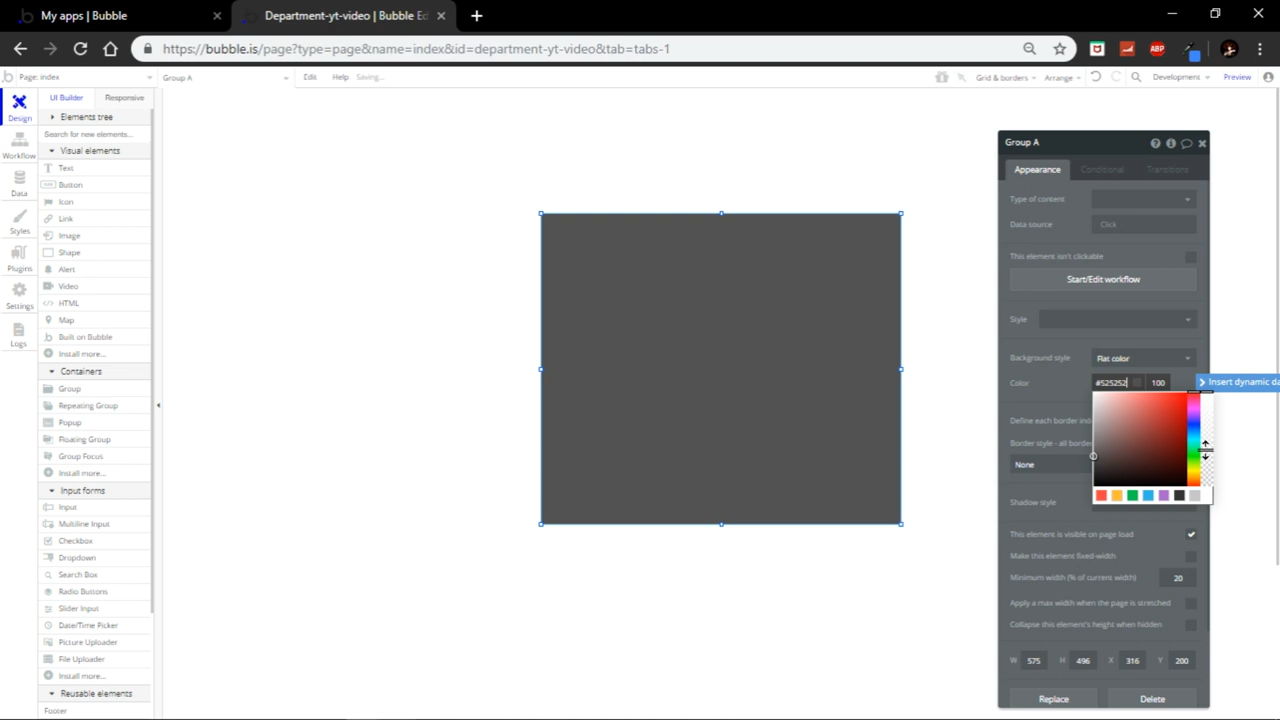 My apps | Bubble
Department-yt-video | Bubble Ed
https://bubble.is/page?type=page&name=index&id=department-yt-video&tab=tabs-1
ABP
Page: index
Group A
Edit
Help
Saving...
Grid & borders
Arrange
Development
Preview
Design
Workflow
Data
Styles
Plugins
Settings
Logs
UI Builder
Responsive
Elements tree
Search for new elements...
Visual elements
Text
Button
Icon
Link
Image
Shape
Alert
Video
HTML
Map
Built on Bubble
Install more...
Containers
Group
Repeating Group
Popup
Floating Group
Group Focus
Install more...
Input forms
Input
Multiline Input
Checkbox
Dropdown
Search Box
Radio Buttons
Slider Input
Date/Time Picker
Picture Uploader
File Uploader
Install more...
Reusable elements
Footer
Group A
Appearance
Conditional
Transitions
Type of content
Data source
Click
This element isn't clickable
Start/Edit workflow
Style
Background style
Flat color
Color
#525252
100
Insert dynamic da
Define each border ind
Border style - all border
None
Shadow style
This element is visible on page load
Make this element fixed-width
Minimum width (% of current width)
20
Apply a max width when the page is stretched
Collapse this element's height when hidden
W 575 H 496 X 316 Y 200
Replace
Delete